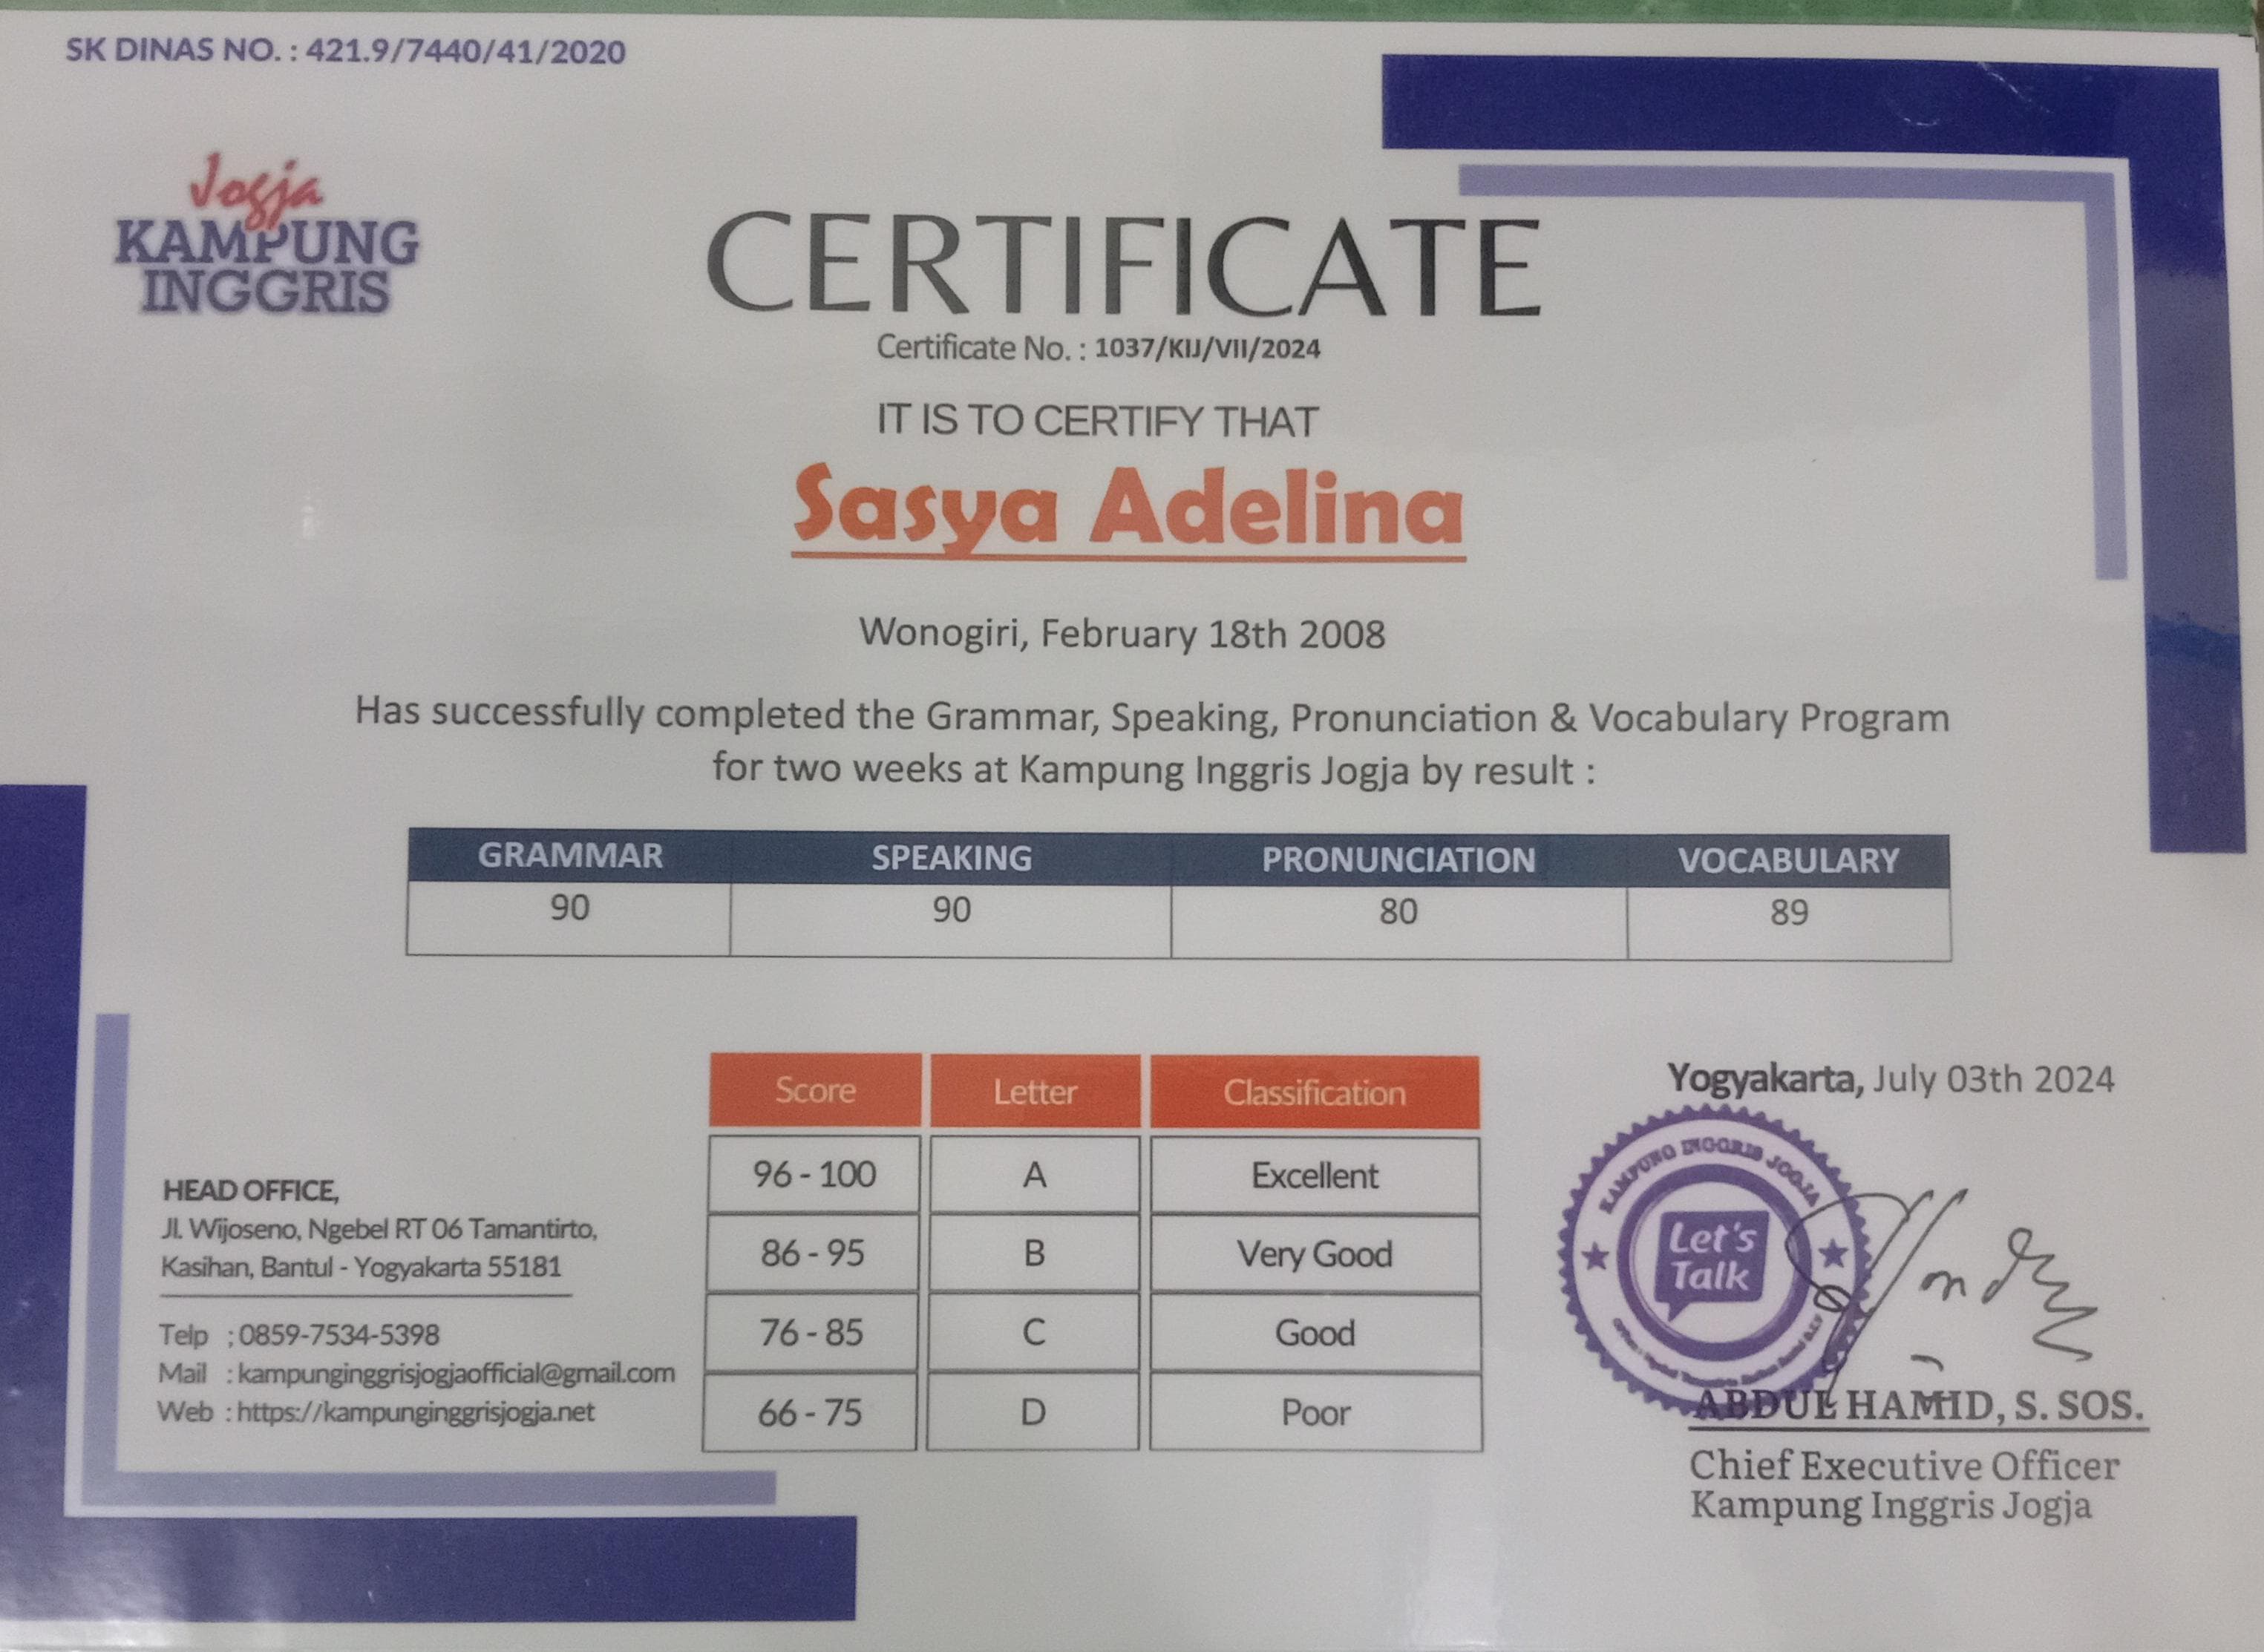 SK DINAS NO. : 421.9/7440/41/2020
Jogja
KAMPUNG
INGGRIS
CERTIFICATE
Certificate No. : 1037/KIJ/VII/2024
IT IS TO CERTIFY THAT
Sasya Adelina
Wonogiri, February 18th 2008
Has successfully completed the Grammar, Speaking, Pronunciation & Vocabulary Program
for two weeks at Kampung Inggris Jogja by result :
GRAMMAR SPEAKING PRONUNCIATION VOCABULARY
90 90 80 89
Score Letter Classification
96 - 100 A Excellent
86 - 95 B Very Good
76 - 85 C Good
66 - 75 D Poor
HEAD OFFICE,
Jl. Wijoseno, Ngebel RT 06 Tamantirto,
Kasihan, Bantul - Yogyakarta 55181
Telp : 0859-7534-5398
Mail : kampunginggrisjogjaofficial@gmail.com
Web : https://kampunginggrisjogja.net
Yogyakarta, July 03th 2024
KAMPUNG INGGRIS JOGJA
Let's
Talk
ABDUL HAMID, S. SOS.
Chief Executive Officer
Kampung Inggris Jogja